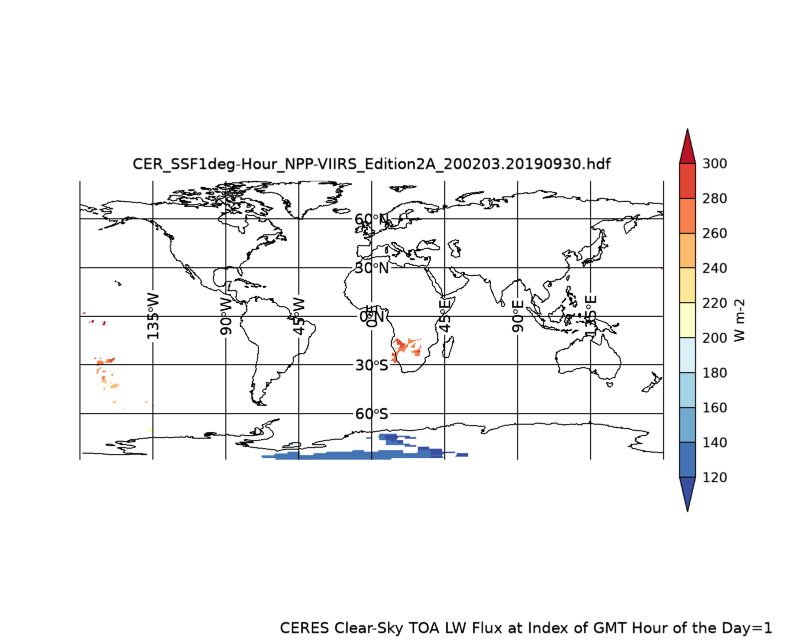 CER_SSF1deg-Hour_NPP-VIIRS_Edition2A_200203.20190930.hdf
60°N
30°N
0°N
30°S
60°S
135°W
90°W
45°W
0°E
45°E
90°E
135°E
300
280
260
240
220
200
180
160
140
120
W m-2
CERES Clear-Sky TOA LW Flux at Index of GMT Hour of the Day=1